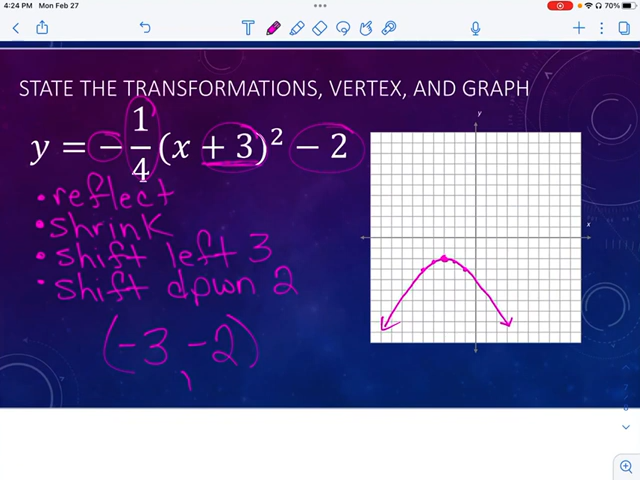 4:24 PM Mon Feb 27
70%
STATE THE TRANSFORMATIONS, VERTEX, AND GRAPH
y = −1/4(x + 3)² − 2
• reflect
• shrink
• shift left 3
• shift down 2
(−3, −2)
y
x